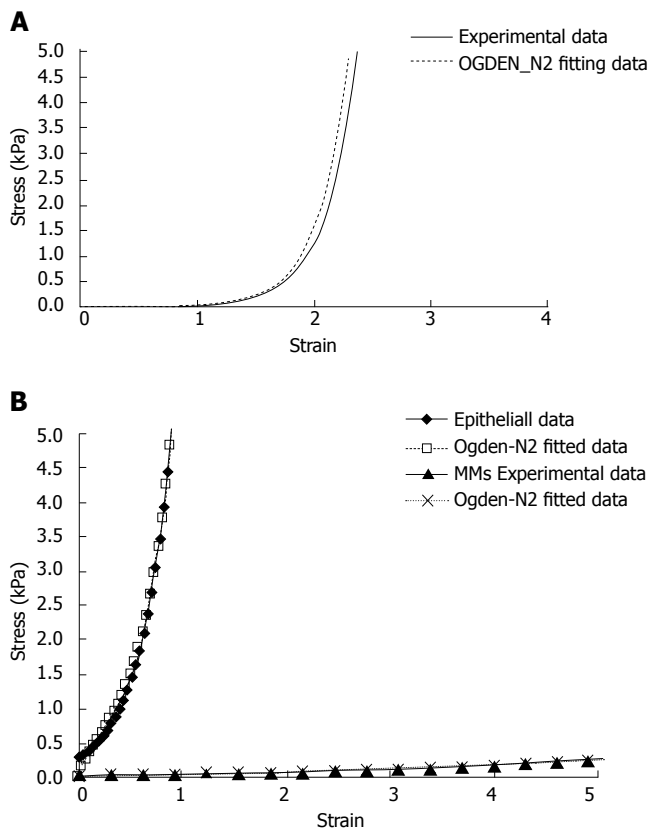 A
Experimental data
OGDEN_N2 fitting data
5.0
4.5
4.0
3.5
3.0
2.5
2.0
1.5
1.0
0.5
0.0
Stress (kPa)
0 1 2 3 4
Strain
B
Epitheliall data
Ogden-N2 fitted data
MMs Experimental data
Ogden-N2 fitted data
5.0
4.5
4.0
3.5
3.0
2.5
2.0
1.5
1.0
0.5
0.0
Stress (kPa)
0 1 2 3 4 5
Strain